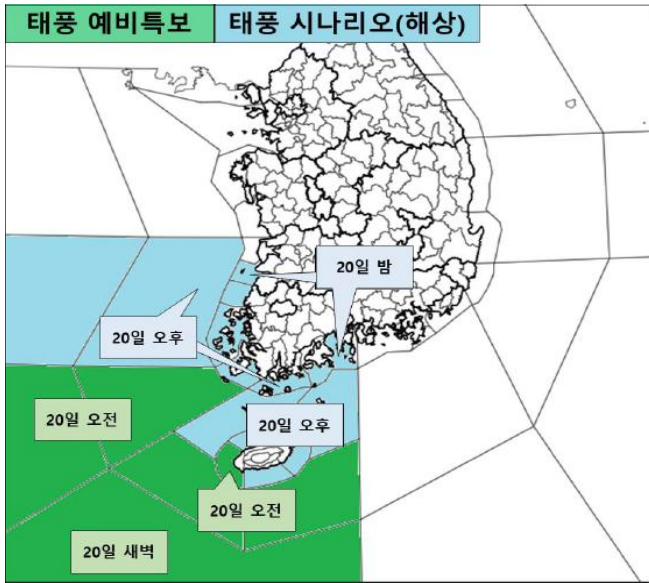 태풍 예비특보
태풍 시나리오(해상)
20일 밤
20일 오후
20일 오전
20일 오후
20일 오전
20일 새벽